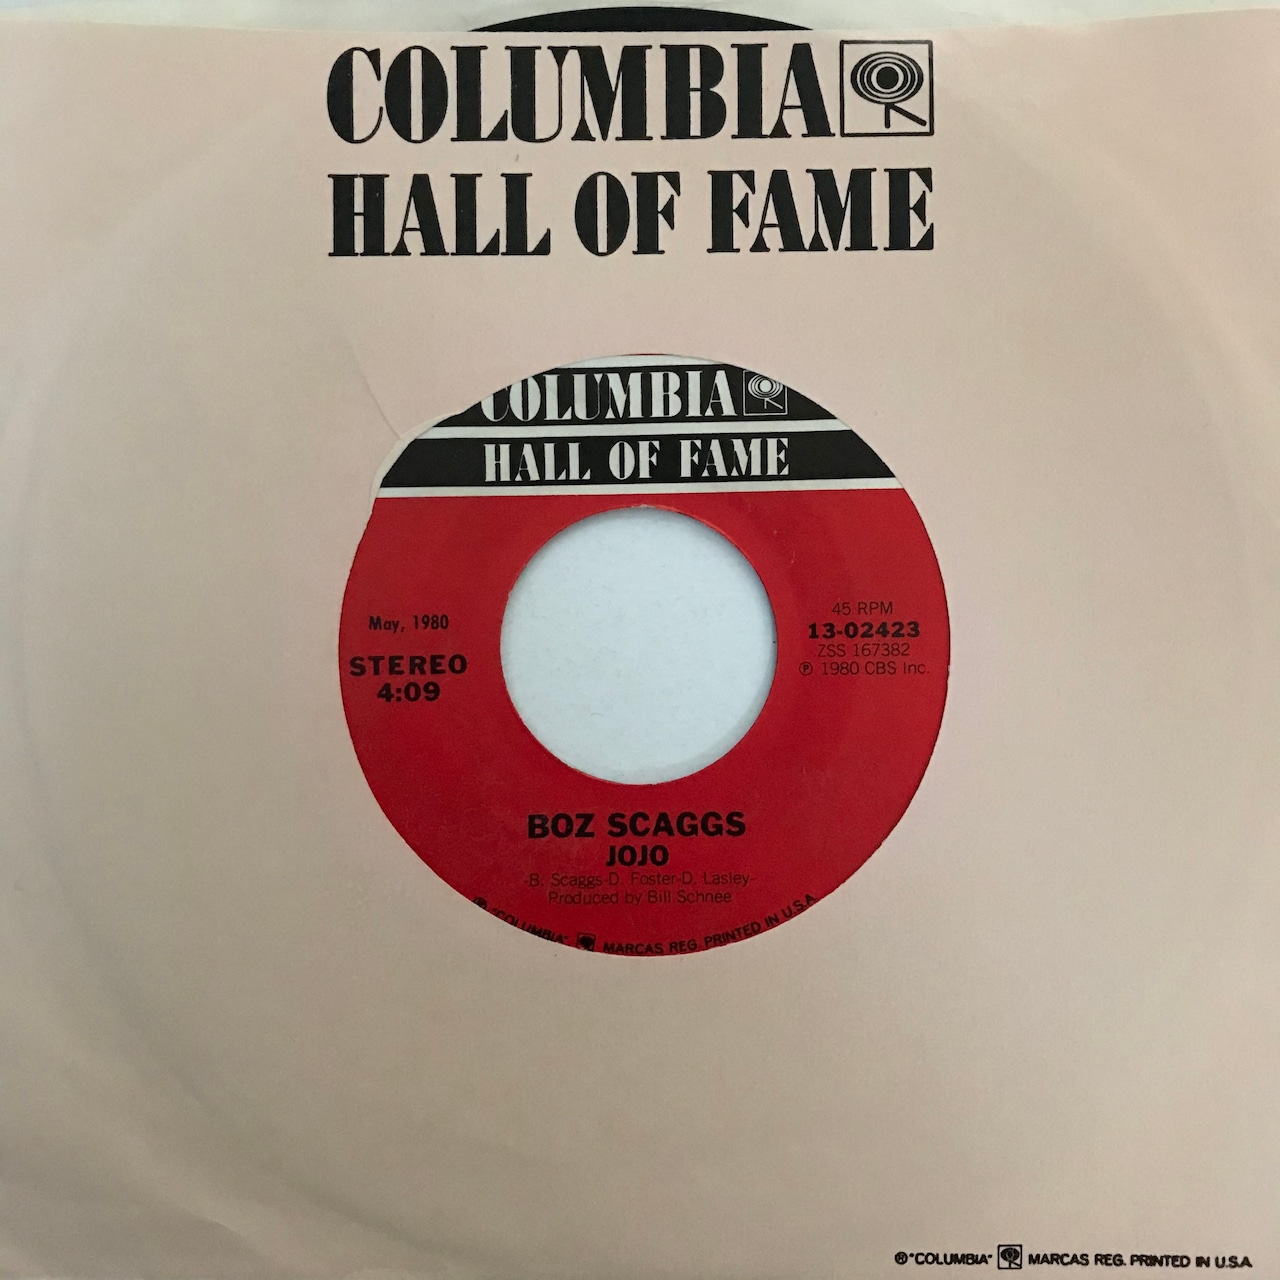 COLUMBIA
HALL OF FAME
COLUMBIA
HALL OF FAME
May, 1980
STEREO
4:09
45 RPM
13-02423
ZSS 167382
℗ 1980 CBS Inc.
BOZ SCAGGS
JOJO
-B. Scaggs-D. Foster-D. Lasley-
Produced by Bill Schnee
® "COLUMBIA" MARCAS REG. PRINTED IN U.S.A.
® "COLUMBIA" MARCAS REG. PRINTED IN U.S.A.